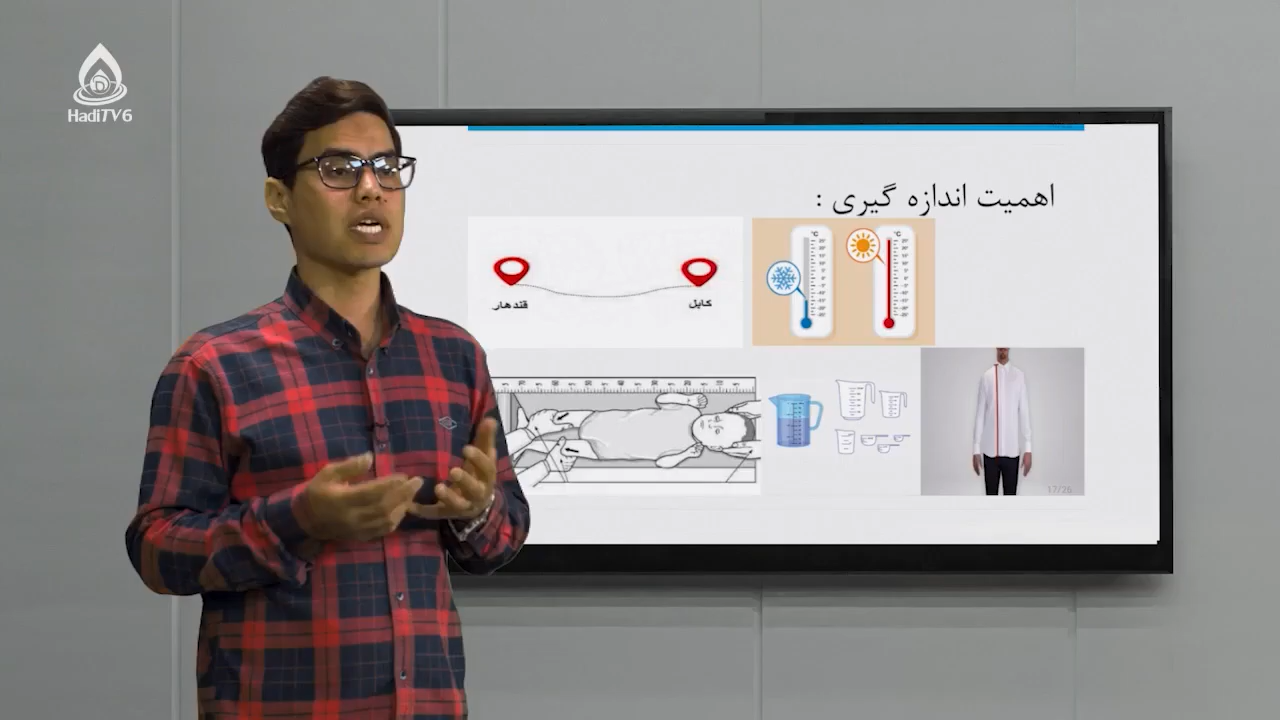 HadiTV6
اهمیت اندازه گیری :
کابل
قندهار
°C
°C
17/26